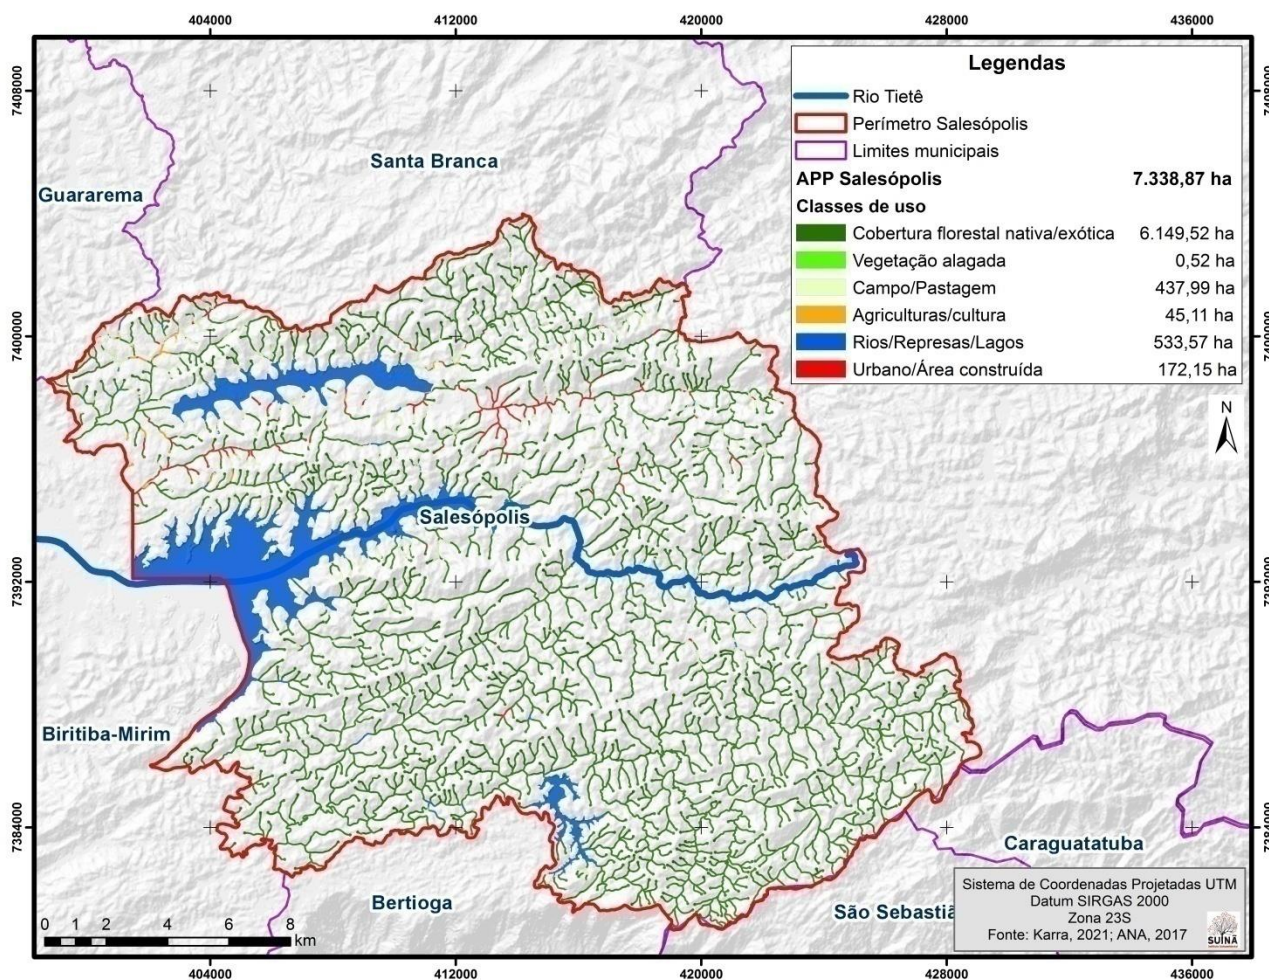 404000 412000 420000 428000 436000
7408000 7408000
Legendas
Rio Tietê
Perímetro Salesópolis
Limites municipais
APP Salesópolis 7.338,87 ha
Classes de uso
Cobertura florestal nativa/exótica 6.149,52 ha
Vegetação alagada 0,52 ha
Campo/Pastagem 437,99 ha
Agriculturas/cultura 45,11 ha
Rios/Represas/Lagos 533,57 ha
Urbano/Área construída 172,15 ha
Santa Branca
Guararema
7400000 7400000
N
Salesópolis
7392000 7392000
Biritiba-Mirim
7384000 7384000
Caraguatatuba
Bertioga
São Sebastiã
Sistema de Coordenadas Projetadas UTM
Datum SIRGAS 2000
Zona 23S
Fonte: Karra, 2021; ANA, 2017
SUINÃ
0 1 2 4 6 8
km
404000 412000 420000 428000 436000